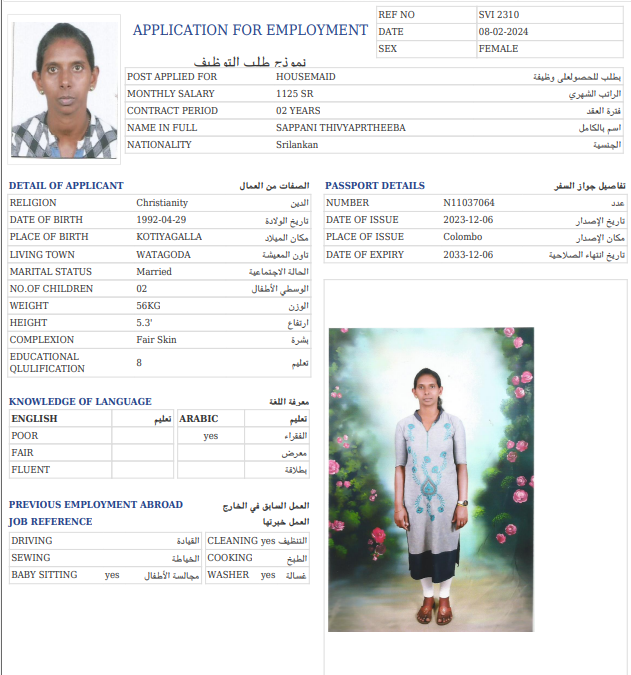 APPLICATION FOR EMPLOYMENT
نموذج طلب التوظيف
REF NO SVI 2310
DATE 08-02-2024
SEX FEMALE
POST APPLIED FOR HOUSEMAID بطلب للحصولعلى وظيفة
MONTHLY SALARY 1125 SR الراتب الشهري
CONTRACT PERIOD 02 YEARS فترة العقد
NAME IN FULL SAPPANI THIVYAPRTHEEBA اسم بالكامل
NATIONALITY Srilankan الجنسية
DETAIL OF APPLICANT الصفات من العمال
RELIGION Christianity الدين
DATE OF BIRTH 1992-04-29 تاريخ الولادة
PLACE OF BIRTH KOTIYAGALLA مكان الميلاد
LIVING TOWN WATAGODA تاون المعيشة
MARITAL STATUS Married الحالة الاجتماعية
NO.OF CHILDREN 02 الوسطي الأطفال
WEIGHT 56KG الوزن
HEIGHT 5.3' ارتفاع
COMPLEXION Fair Skin بشرة
EDUCATIONAL
QLULIFICATION 8 تعليم
PASSPORT DETAILS تفاصيل جواز السفر
NUMBER N11037064 عدد
DATE OF ISSUE 2023-12-06 تاريخ الإصدار
PLACE OF ISSUE Colombo مكان الإصدار
DATE OF EXPIRY 2033-12-06 تاريخ انتهاء الصلاحية
KNOWLEDGE OF LANGUAGE معرفة اللغة
ENGLISH تعليم ARABIC تعليم
POOR yes الفقراء
FAIR معرض
FLUENT بطلاقة
PREVIOUS EMPLOYMENT ABROAD العمل السابق في الخارج
JOB REFERENCE العمل خبرتها
DRIVING القيادة CLEANING yes التنظيف
SEWING الخياطة COOKING الطبخ
BABY SITTING yes مجالسة الأطفال WASHER yes غسالة